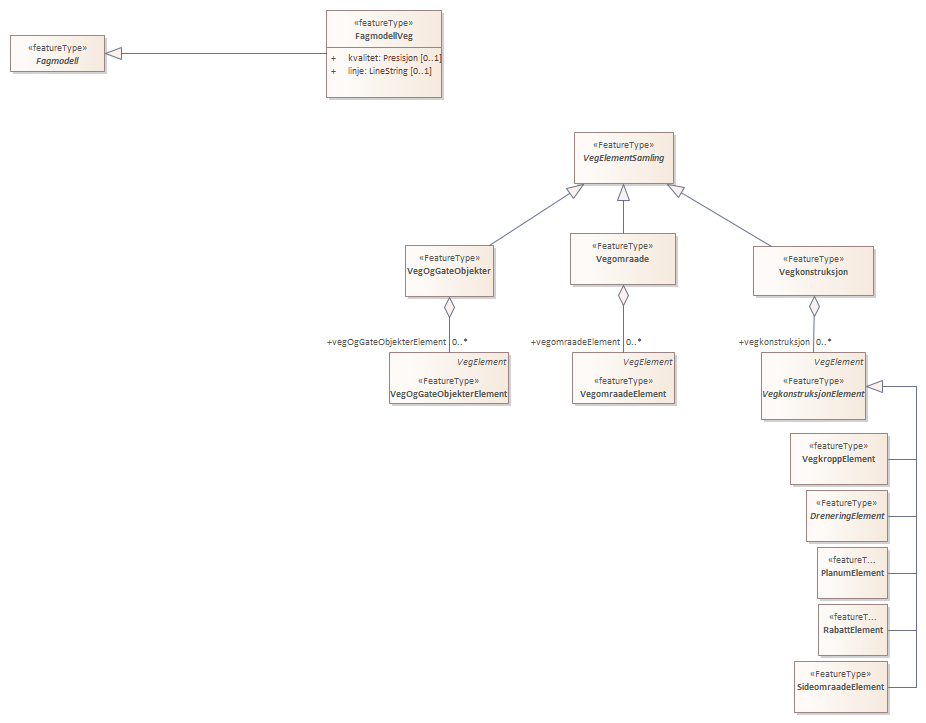 «featureType»
Fagmodell
«featureType»
FagmodellVeg
+ kvalitet: Presisjon [0..1]
+ linje: LineString [0..1]
«FeatureType»
VegElementSamling
«FeatureType»
VegOgGateObjekter
«FeatureType»
Vegomraade
«FeatureType»
Vegkonstruksjon
+vegOgGateObjekterElement 0..*
+vegomraadeElement 0..*
+vegkonstruksjon 0..*
VegElement
«FeatureType»
VegOgGateObjekterElement
VegElement
«featureType»
VegomraadeElement
VegElement
«FeatureType»
VegkonstruksjonElement
«featureType»
VegkroppElement
«FeatureType»
DreneringElement
«featureT...
PlanumElement
«featureT...
RabattElement
«FeatureType»
SideomraadeElement